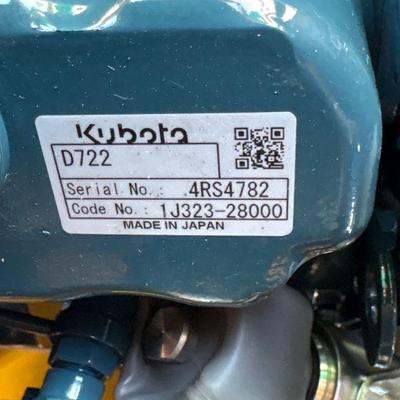 Kubota
D722
Serial No.: 4RS4782
Code No.: 1J323-28000
MADE IN JAPAN